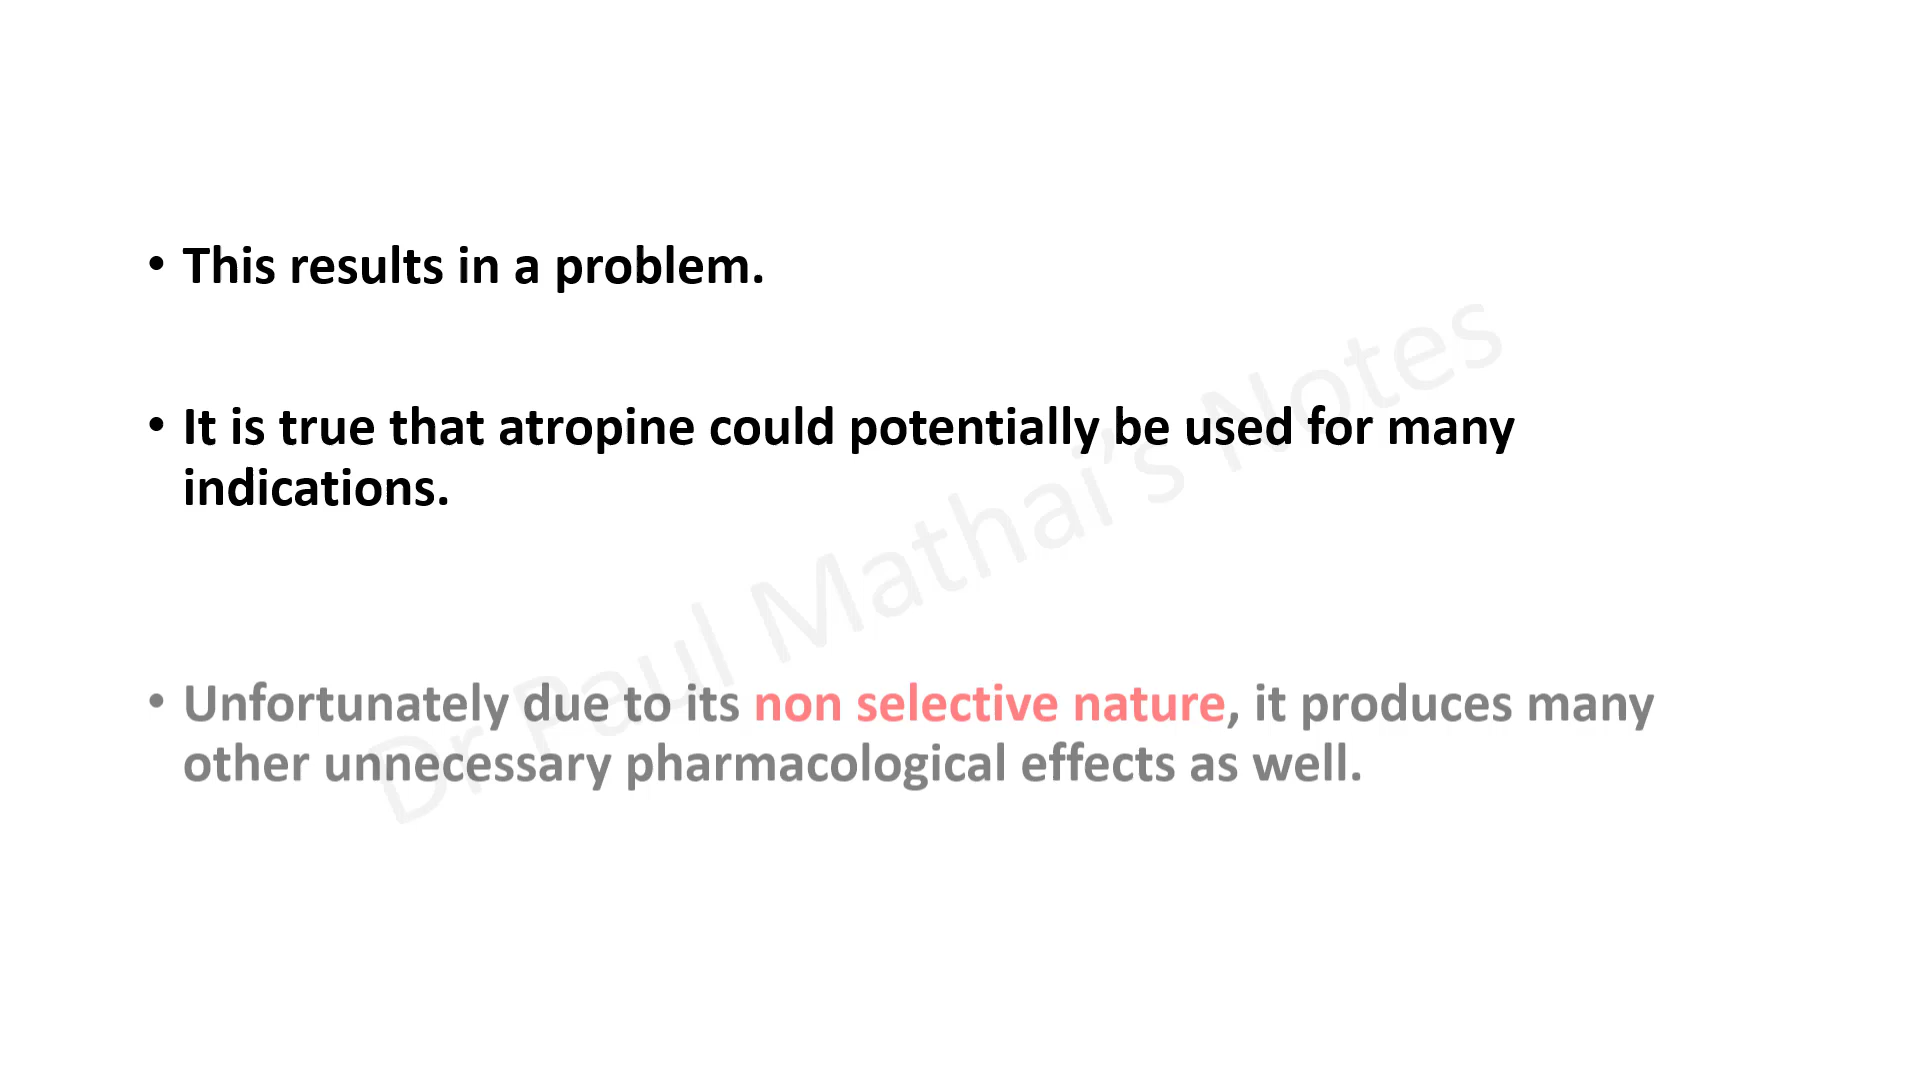 • This results in a problem.
• It is true that atropine could potentially be used for many
indications.
• Unfortunately due to its non selective nature, it produces many
other unnecessary pharmacological effects as well.
Dr Paul Mathai's Notes